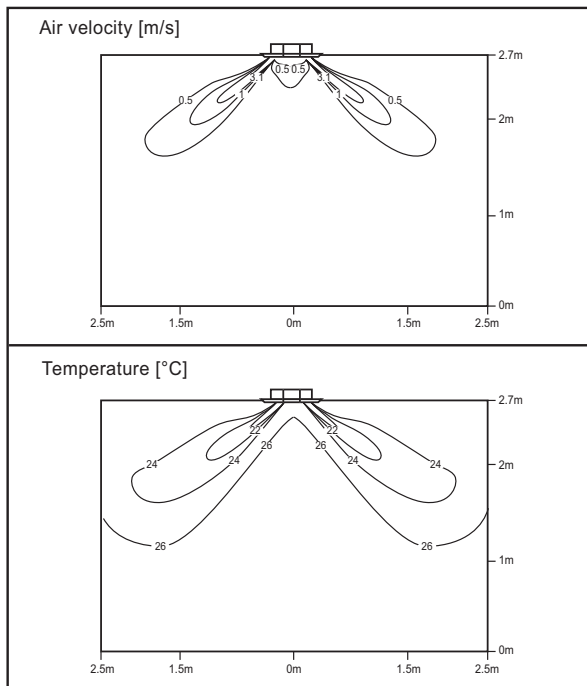 Air velocity [m/s]
2.7m
0.5 0.5
3.1 3.1
0.5 1 1 0.5
2m
1m
0m
2.5m 1.5m 0m 1.5m 2.5m
Temperature [°C]
2.7m
22 22
24 24 24 24
26 26
2m
26 26
1m
0m
2.5m 1.5m 0m 1.5m 2.5m